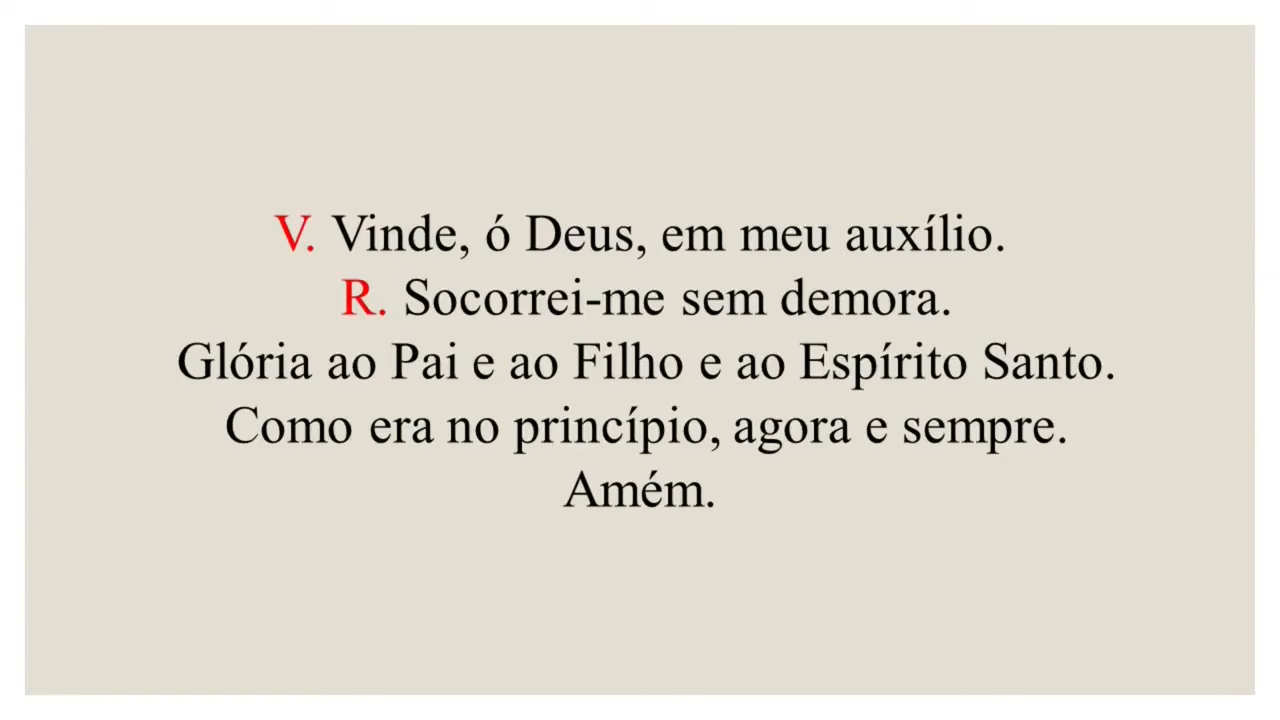 V. Vinde, ó Deus, em meu auxílio.
R. Socorrei-me sem demora.
Glória ao Pai e ao Filho e ao Espírito Santo.
Como era no princípio, agora e sempre.
Amém.